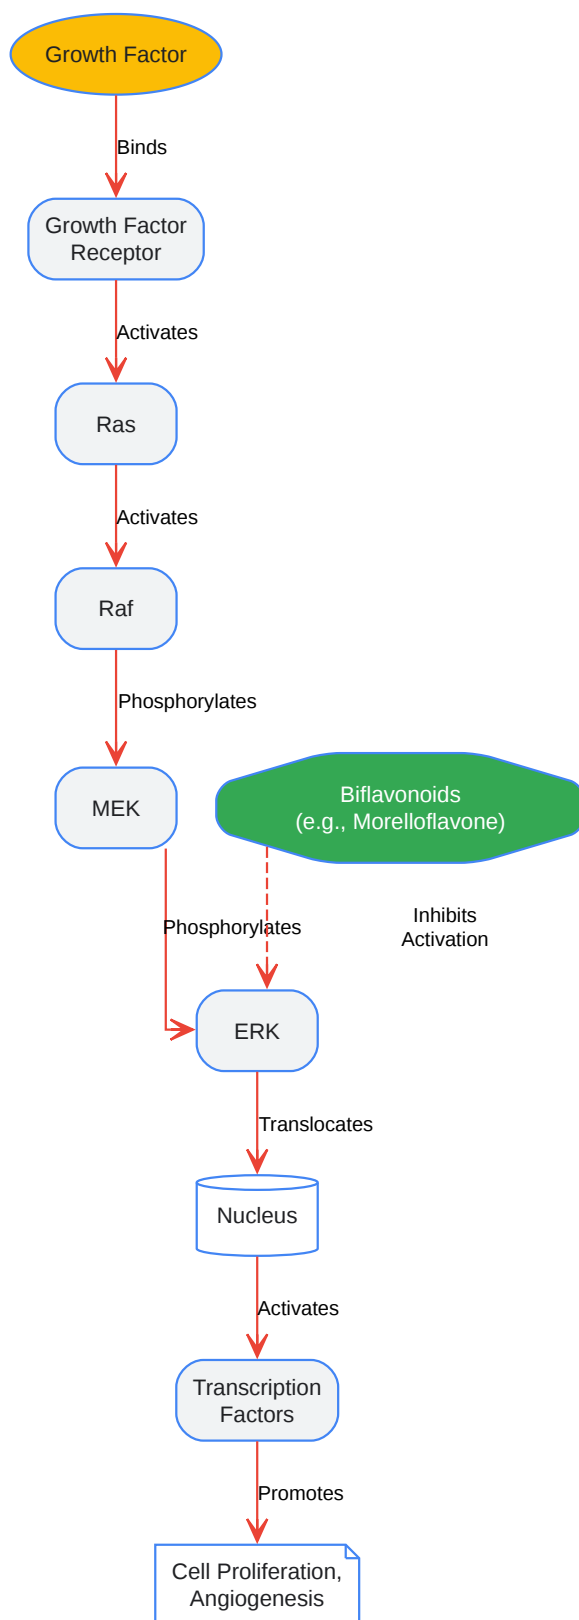 Growth Factor
Binds
Growth Factor
Receptor
Activates
Ras
Activates
Raf
Phosphorylates
MEK
Biflavonoids
(e.g., Morelloflavone)
Phosphorylates
Inhibits
Activation
ERK
Translocates
Nucleus
Activates
Transcription
Factors
Promotes
Cell Proliferation,
Angiogenesis